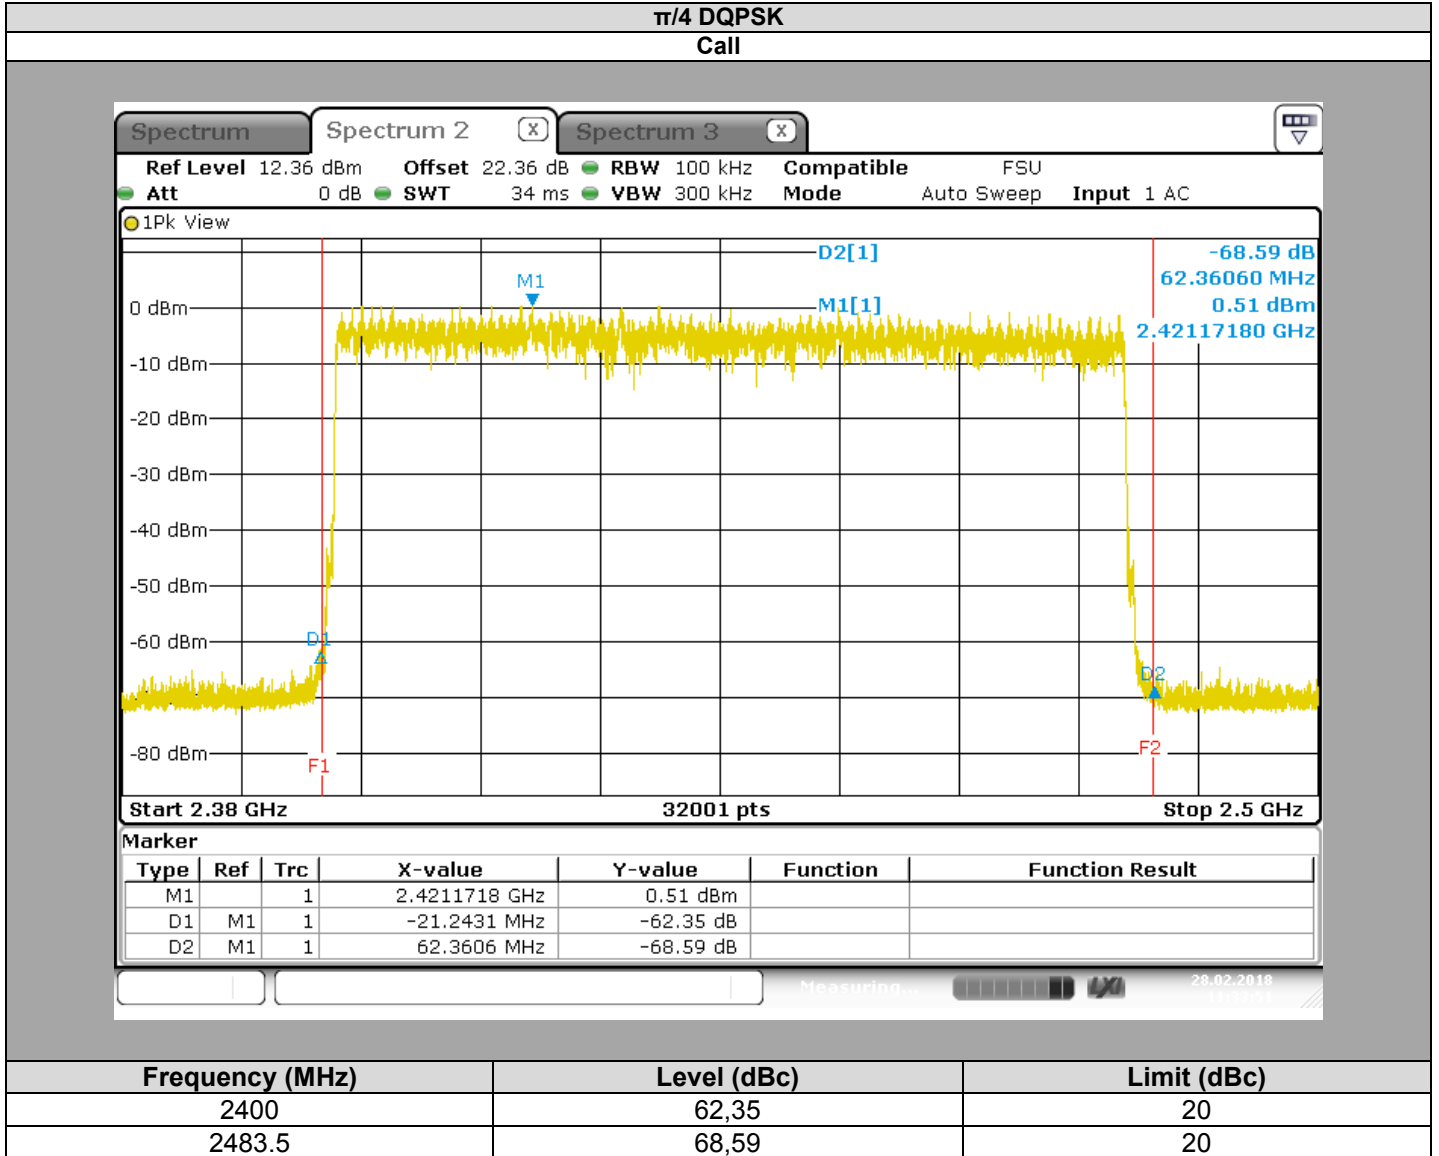 π/4 DQPSK
Call
Spectrum Spectrum 2 X Spectrum 3 X
Ref Level 12.36 dBm Offset 22.36 dB RBW 100 kHz Compatible FSU
Att 0 dB SWT 34 ms VBW 300 kHz Mode Auto Sweep Input 1 AC
1Pk View
D2[1] -68.59 dB
62.36060 MHz
M1
0 dBm M1[1] 0.51 dBm
2.42117180 GHz
-10 dBm
-20 dBm
-30 dBm
-40 dBm
-50 dBm
-60 dBm D1
D2
-80 dBm F1 F2
Start 2.38 GHz 32001 pts Stop 2.5 GHz
Marker
Type Ref Trc X-value Y-value Function Function Result
M1 1 2.4211718 GHz 0.51 dBm
D1 M1 1 -21.2431 MHz -62.35 dB
D2 M1 1 62.3606 MHz -68.59 dB
Measuring... LXI 28.02.2018
Frequency (MHz) Level (dBc) Limit (dBc)
2400 62,35 20
2483.5 68,59 20